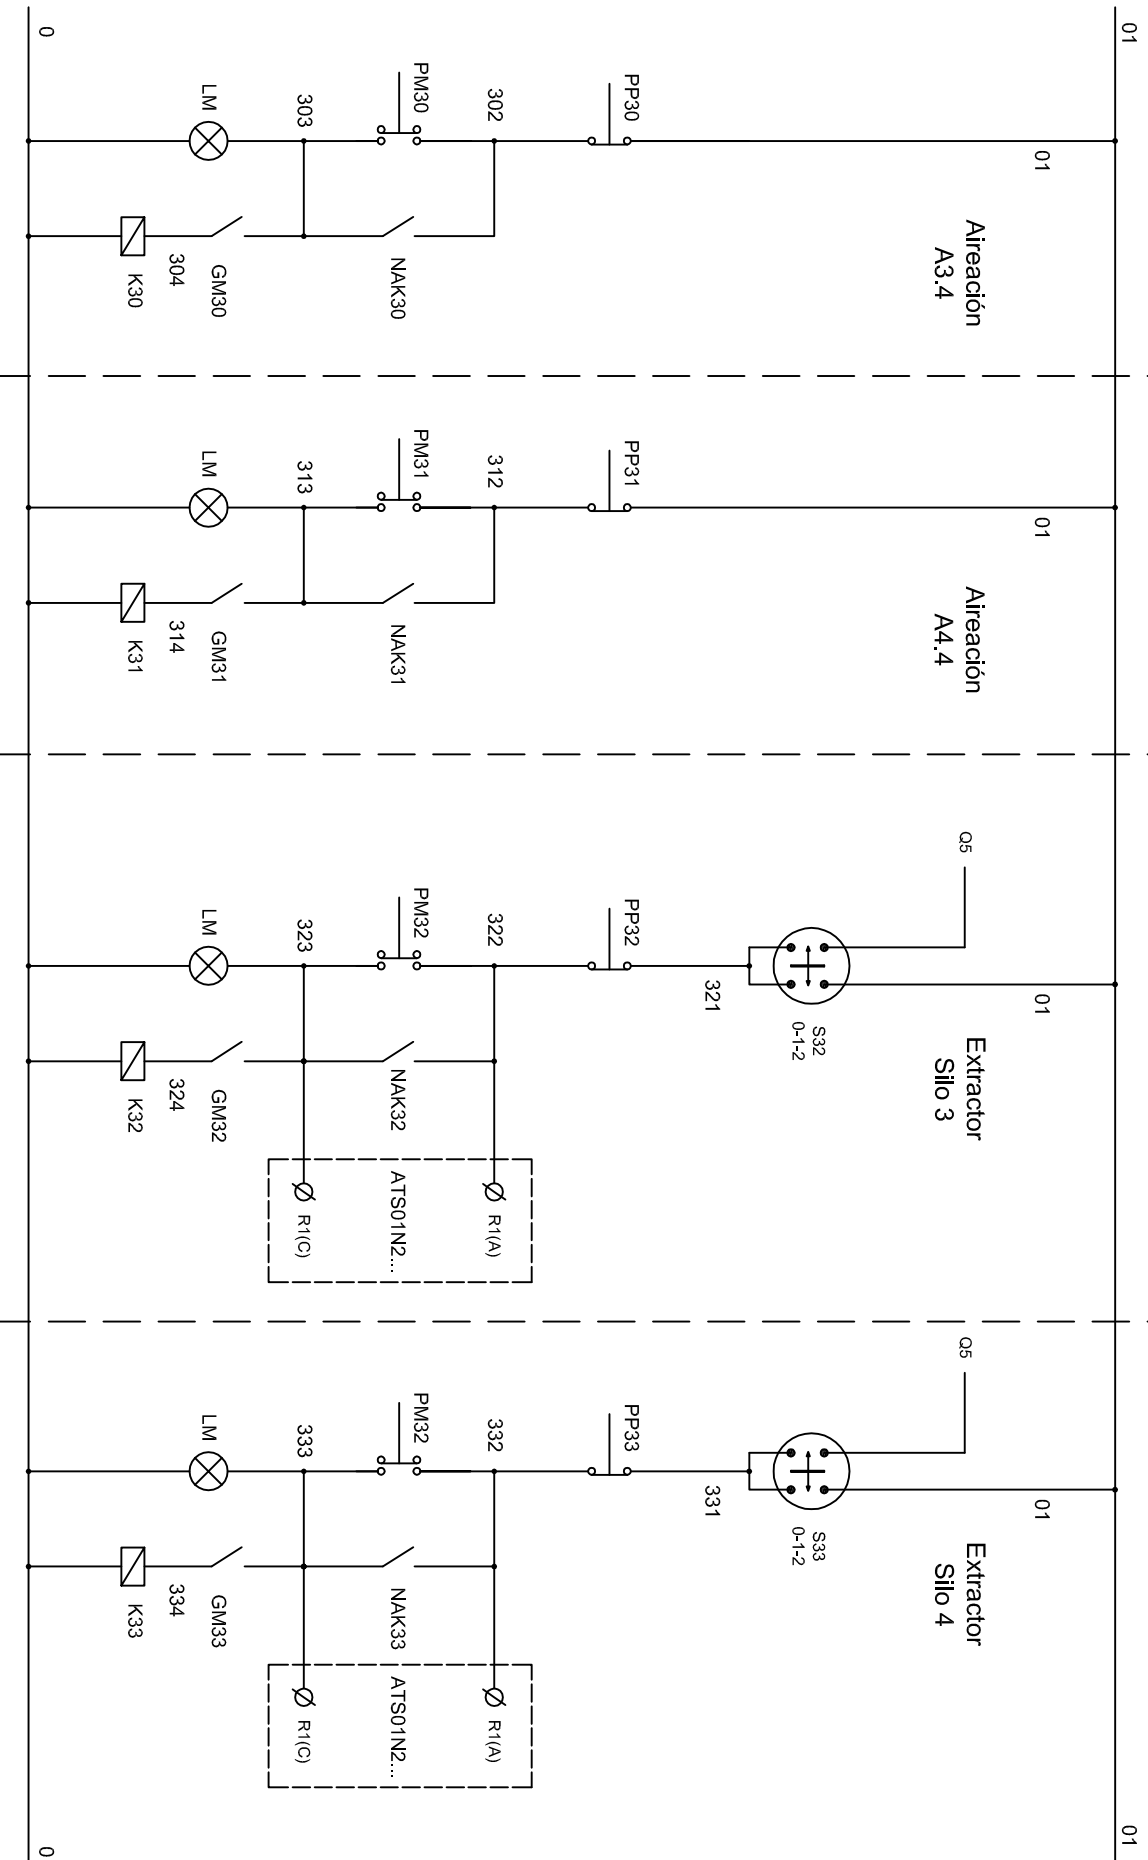 01
01
01
01
01
01
Aireación
A3.4
PP30
302
PM30
NAK30
303
LM
GM30
304
K30
Aireación
A4.4
PP31
312
PM31
NAK31
313
LM
GM31
314
K31
Extractor
Silo 3
Q5
S32
0-1-2
321
PP32
322
PM32
NAK32
R1(A)
ATS01N2...
R1(C)
323
LM
GM32
324
K32
Extractor
Silo 4
Q5
S33
0-1-2
331
PP33
332
PM32
NAK33
R1(A)
ATS01N2...
R1(C)
333
LM
GM33
334
K33
0
0